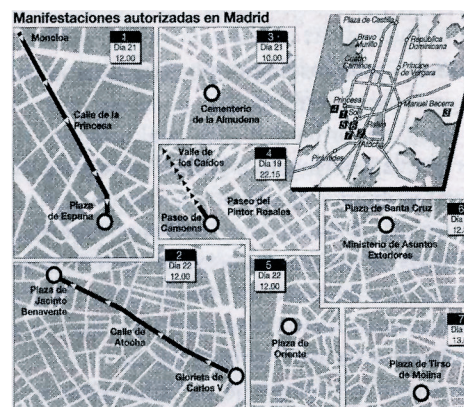 Manifestaciones autorizadas en Madrid
1
Día 21
12.00
Moncloa
Calle de la
Princesa
Plaza
de España
3
Día 21
10.00
Cementerio
de la Almudena
4
Día 19
22.15
Valle de
los Caídos
Paseo del
Pintor Rosales
Paseo de
Camoens
2
Día 22
12.00
Plaza de
Jacinto
Benavente
Calle de
Atocha
Glorieta de
Carlos V
5
Día 22
12.00
Plaza de
Oriente
6
Plaza de Santa Cruz
Ministerio de Asuntos
Exteriores
7
Plaza de Tirso
de Molina
Plaza de Castilla
Bravo
Murillo
República
Dominicana
Cuatro
Caminos
Príncipe
de Vergara
Princesa
Manuel Becerra
3
Sol
Retiro
Atocha
Pirámides